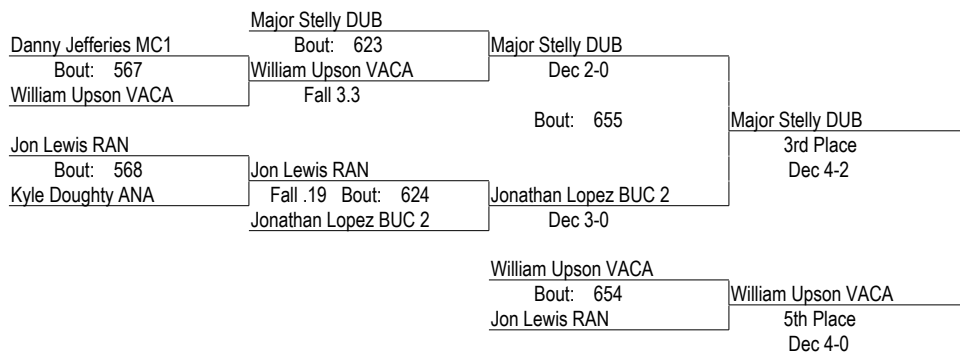 Major Stelly DUB
Danny Jefferies MC1
Bout: 623
Major Stelly DUB
Bout: 567
William Upson VACA
Dec 2-0
William Upson VACA
Fall 3.3
Bout: 655
Major Stelly DUB
Jon Lewis RAN
3rd Place
Bout: 568
Jon Lewis RAN
Dec 4-2
Kyle Doughty ANA
Fall .19 Bout: 624
Jonathan Lopez BUC 2
Jonathan Lopez BUC 2
Dec 3-0
William Upson VACA
Bout: 654
William Upson VACA
Jon Lewis RAN
5th Place
Dec 4-0